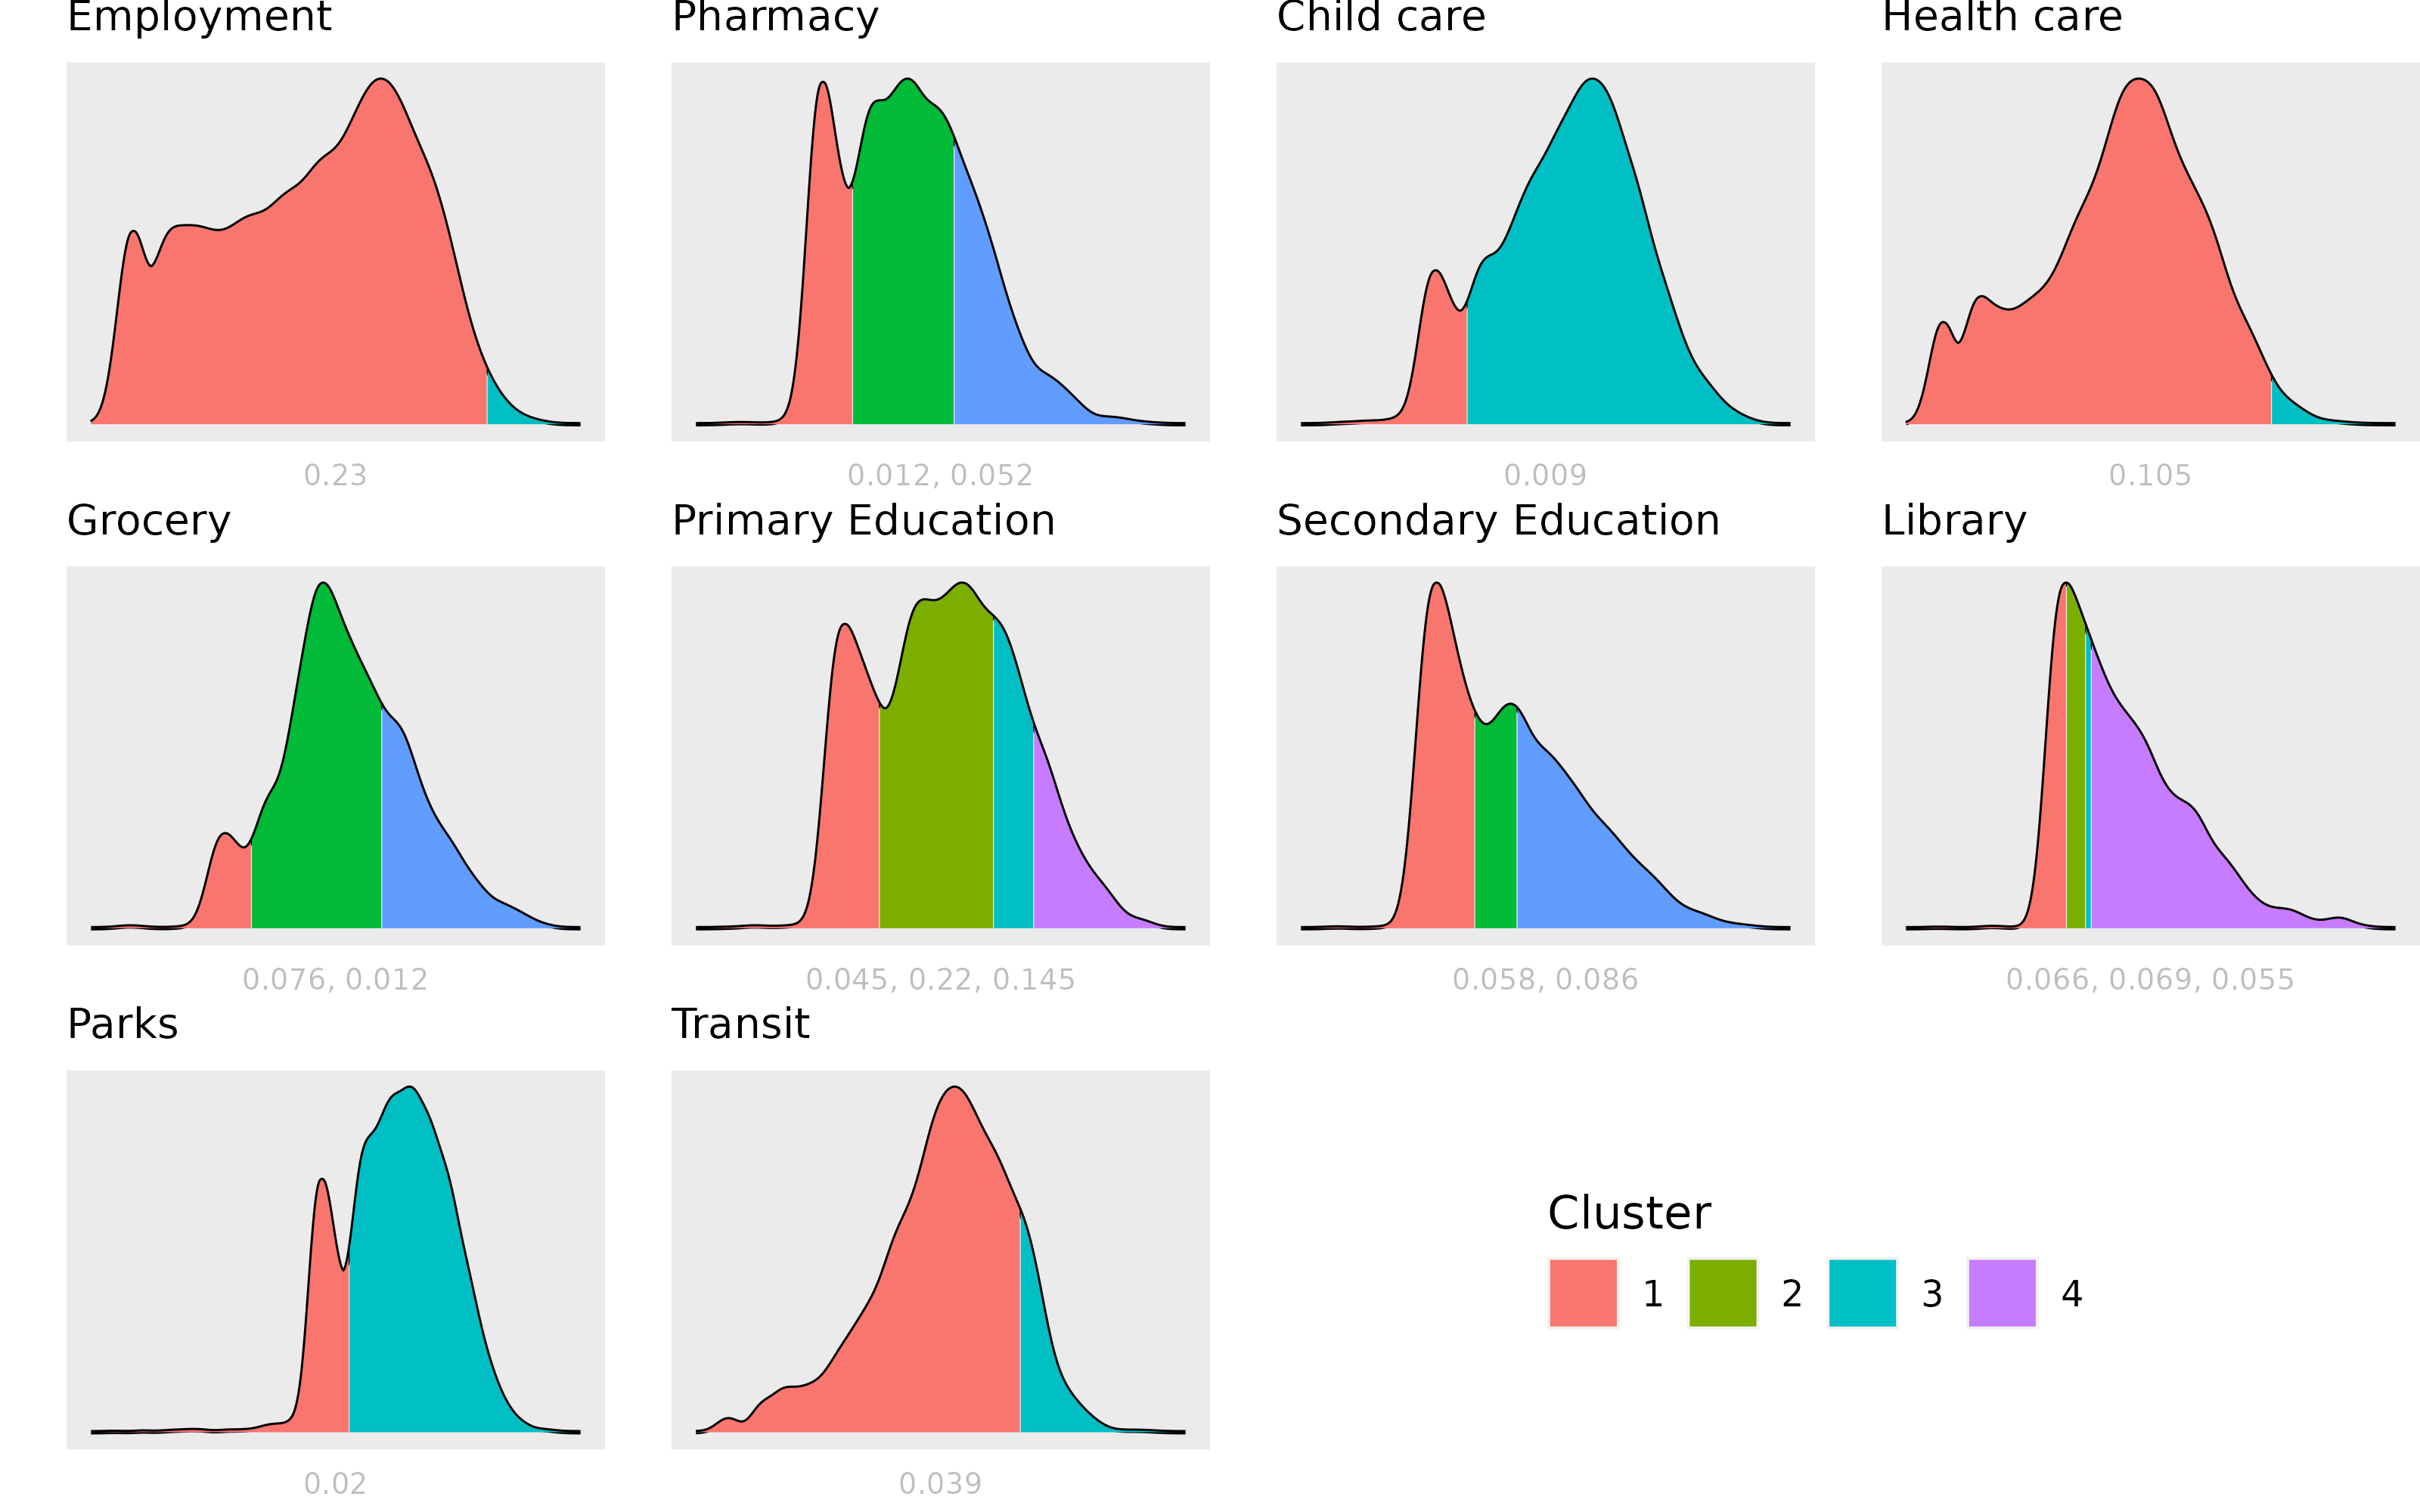 Employment
Pharmacy
Child care
Health care
0.23
0.012, 0.052
0.009
0.105
Grocery
Primary Education
Secondary Education
Library
0.076, 0.012
0.045, 0.22, 0.145
0.058, 0.086
0.066, 0.069, 0.055
Parks
Transit
Cluster
1
2
3
4
0.02
0.039